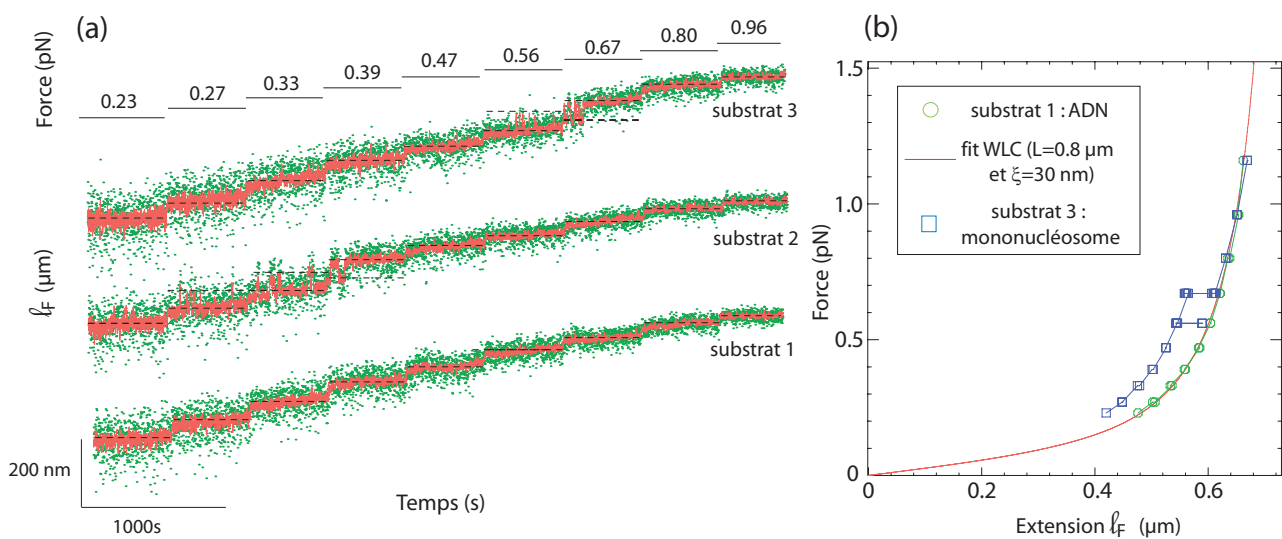 (a)
Force (pN)
0.23
0.27
0.33
0.39
0.47
0.56
0.67
0.80
0.96
substrat 3
substrat 2
substrat 1
ℓF (μm)
200 nm
1000s
Temps (s)
(b)
1.5
1.0
0.5
0
Force (pN)
substrat 1 : ADN
fit WLC (L=0.8 μm
et ξ=30 nm)
substrat 3 :
mononucléosome
0
0.2
0.4
0.6
Extension ℓF (μm)